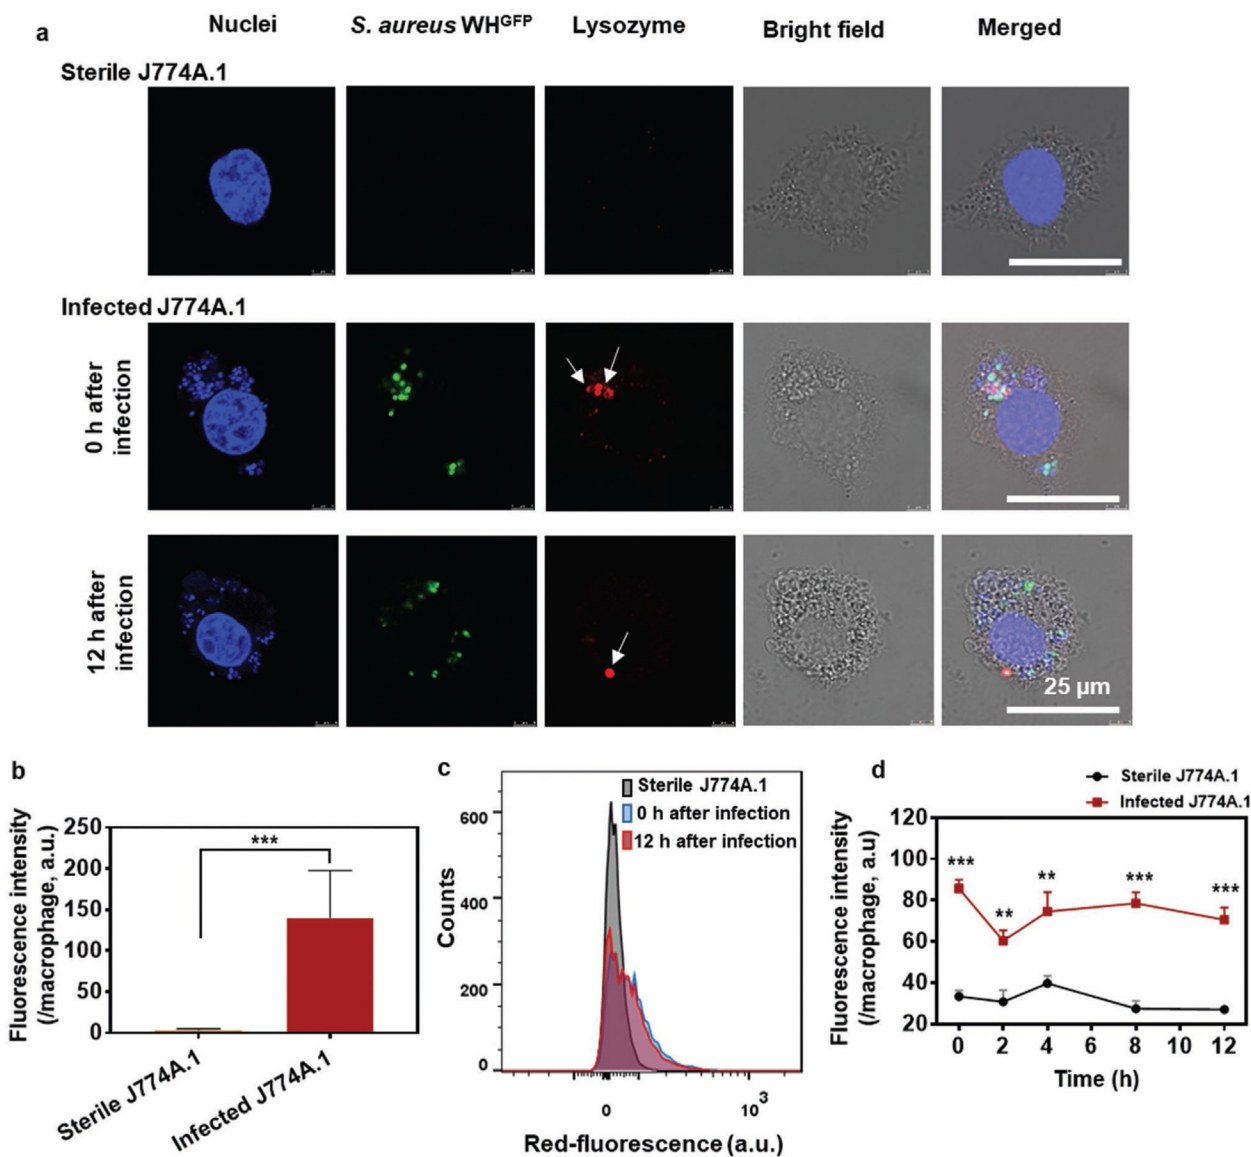 a
Nuclei
S. aureus WHGFP
Lysozyme
Bright field
Merged
Sterile J774A.1
Infected J774A.1
0 h after
infection
12 h after
infection
25 µm
b
Fluorescence intensity
(/macrophage, a.u.)
250
200
150
100
50
0
***
Sterile J774A.1
Infected J774A.1
c
Counts
600
400
200
0
Sterile J774A.1
0 h after infection
12 h after infection
0
103
Red-fluorescence (a.u.)
d
Sterile J774A.1
Infected J774A.1
Fluorescence intensity
(/macrophage, a.u)
120
100
80
60
40
20
***
**
**
***
***
0 2 4 6 8 10 12
Time (h)